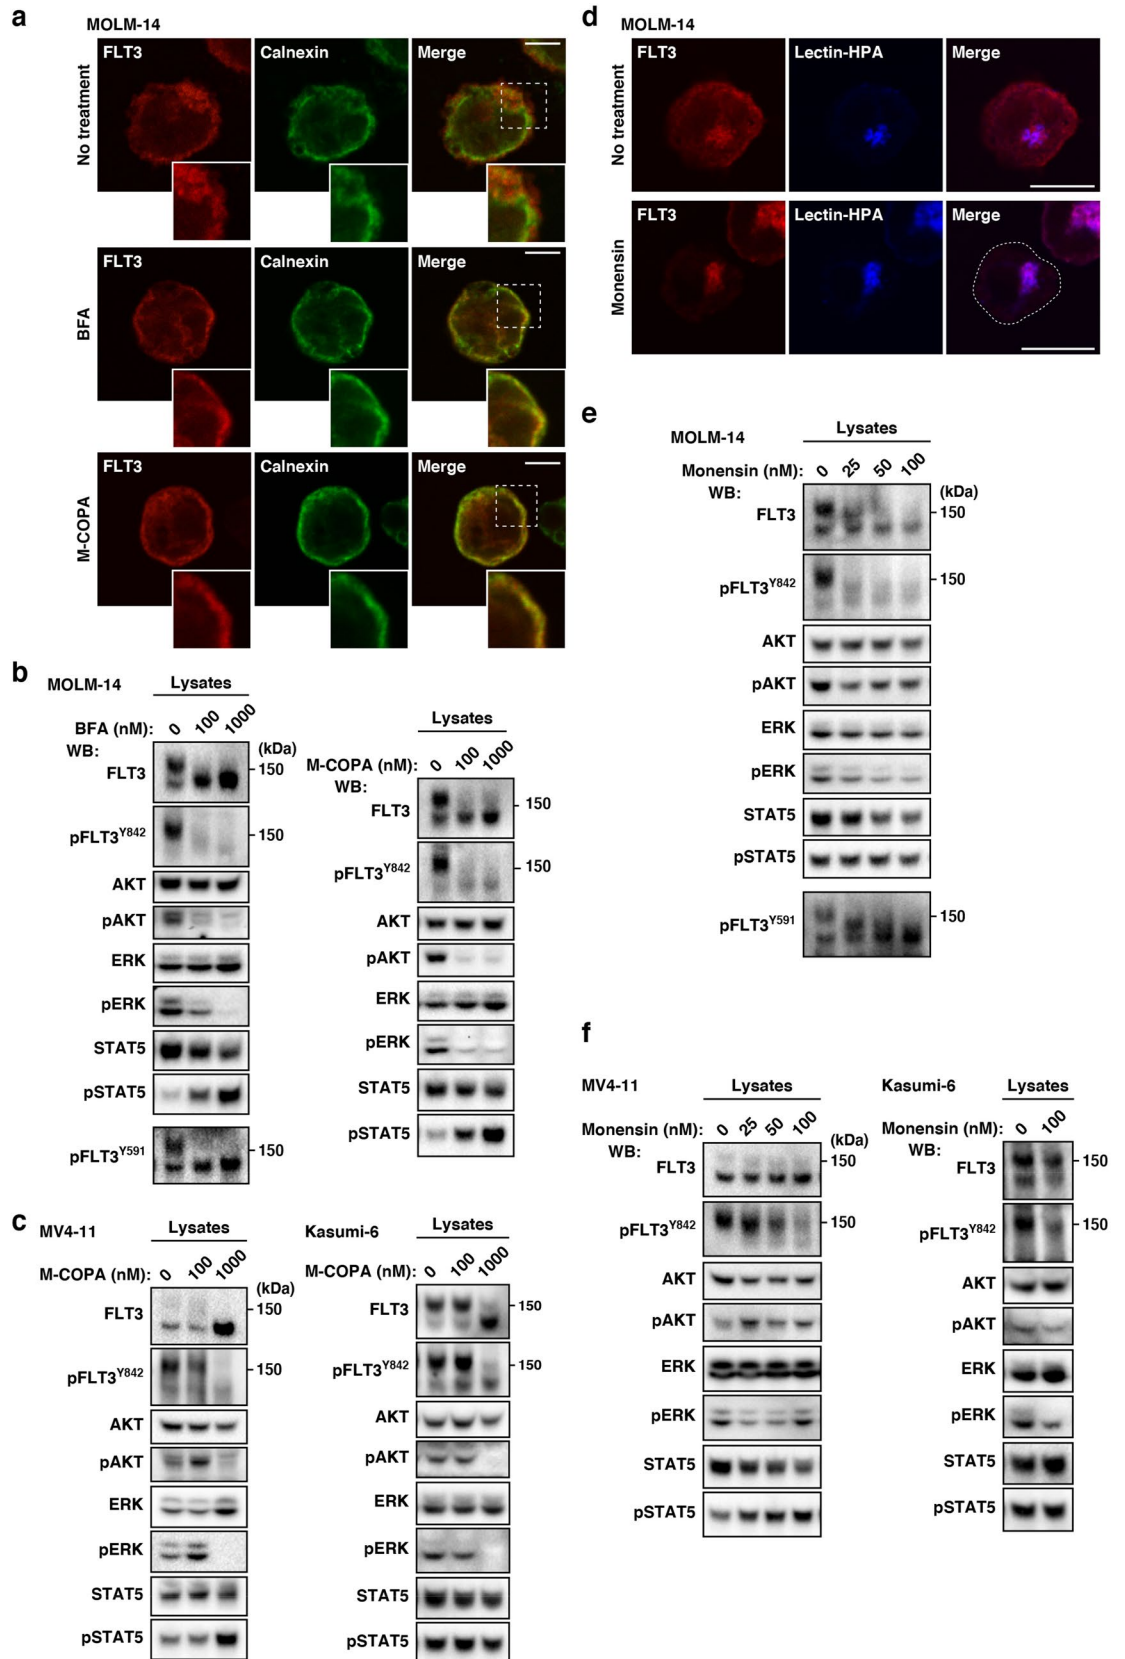 a
MOLM-14
FLT3 Calnexin Merge
No treatment
FLT3 Calnexin Merge
BFA
FLT3 Calnexin Merge
M-COPA
b
MOLM-14
Lysates
BFA (nM): 0 100 1000
WB: (kDa)
FLT3 150
pFLT3Y842 150
AKT
pAKT
ERK
pERK
STAT5
pSTAT5
pFLT3Y591 150
Lysates
M-COPA (nM): 0 100 1000
WB:
FLT3 150
pFLT3Y842 150
AKT
pAKT
ERK
pERK
STAT5
pSTAT5
c
MV4-11
Lysates
M-COPA (nM): 0 100 1000
(kDa)
FLT3 150
pFLT3Y842 150
AKT
pAKT
ERK
pERK
STAT5
pSTAT5
Kasumi-6
Lysates
M-COPA (nM): 0 100 1000
FLT3 150
pFLT3Y842 150
AKT
pAKT
ERK
pERK
STAT5
pSTAT5
d
MOLM-14
FLT3 Lectin-HPA Merge
No treatment
FLT3 Lectin-HPA Merge
Monensin
e
MOLM-14
Lysates
Monensin (nM): 0 25 50 100
WB: (kDa)
FLT3 150
pFLT3Y842 150
AKT
pAKT
ERK
pERK
STAT5
pSTAT5
pFLT3Y591 150
f
MV4-11
Lysates
Monensin (nM): 0 25 50 100
WB: (kDa)
FLT3 150
pFLT3Y842 150
AKT
pAKT
ERK
pERK
STAT5
pSTAT5
Kasumi-6
Lysates
Monensin (nM): 0 100
WB:
FLT3 150
pFLT3Y842 150
AKT
pAKT
ERK
pERK
STAT5
pSTAT5